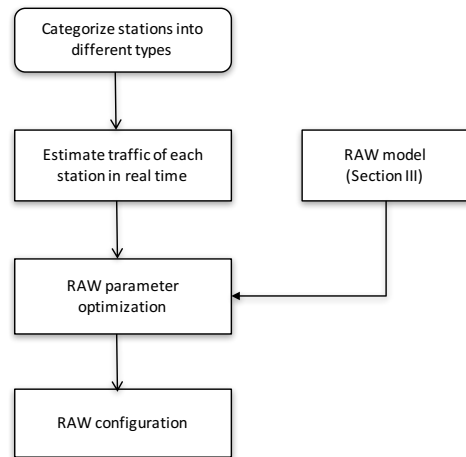 Categorize stations into
different types
Estimate traffic of each
station in real time
RAW model
(Section III)
RAW parameter
optimization
RAW configuration